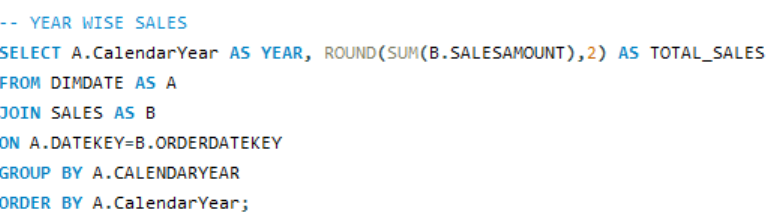 -- YEAR WISE SALES
SELECT A.CalendarYear AS YEAR, ROUND(SUM(B.SALESAMOUNT),2) AS TOTAL_SALES
FROM DIMDATE AS A
JOIN SALES AS B
ON A.DATEKEY=B.ORDERDATEKEY
GROUP BY A.CALENDARYEAR
ORDER BY A.CalendarYear;